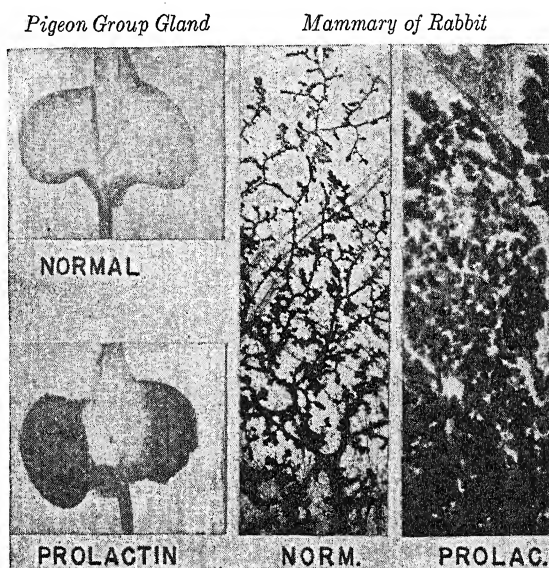 Pigeon Group Gland
Mammary of Rabbit
NORMAL
PROLACTIN
NORM.
PROLAC.